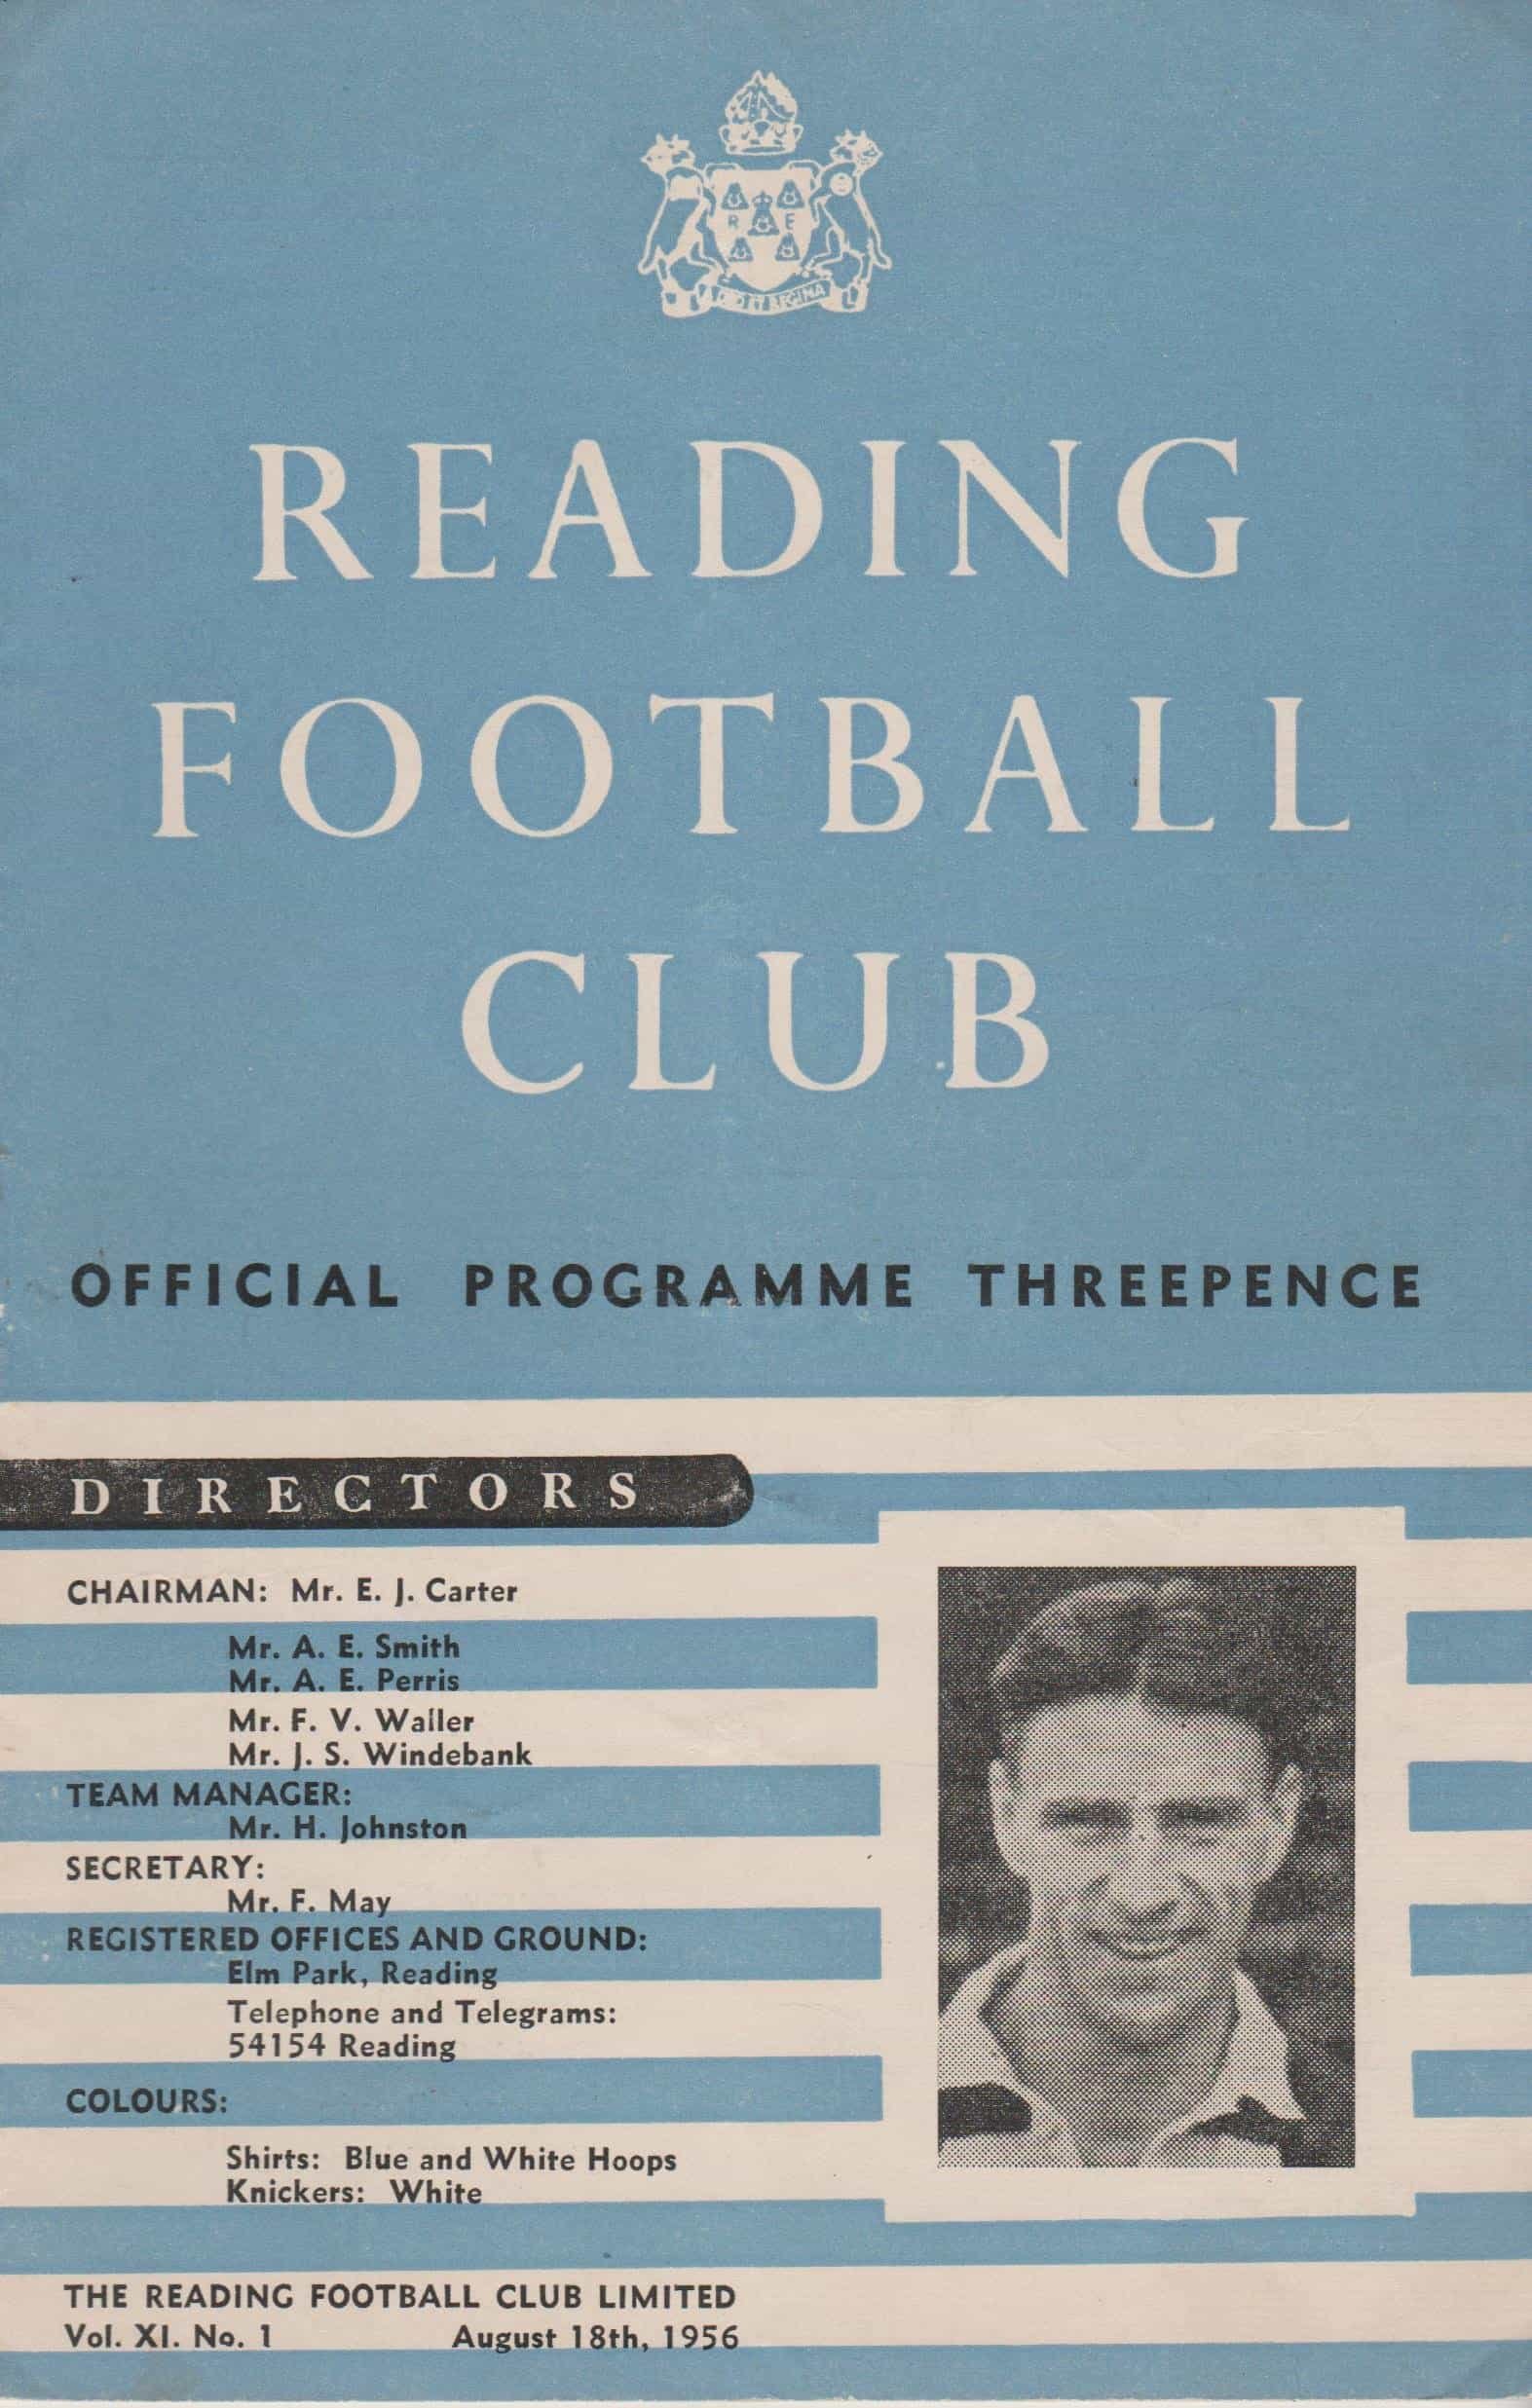 R E
DEO ET REGINA
READING
FOOTBALL
CLUB
OFFICIAL PROGRAMME THREEPENCE
DIRECTORS
CHAIRMAN: Mr. E. J. Carter
Mr. A. E. Smith
Mr. A. E. Perris
Mr. F. V. Waller
Mr. J. S. Windebank
TEAM MANAGER:
Mr. H. Johnston
SECRETARY:
Mr. F. May
REGISTERED OFFICES AND GROUND:
Elm Park, Reading
Telephone and Telegrams:
54154 Reading
COLOURS:
Shirts: Blue and White Hoops
Knickers: White
THE READING FOOTBALL CLUB LIMITED
Vol. XI. No. 1 August 18th, 1956